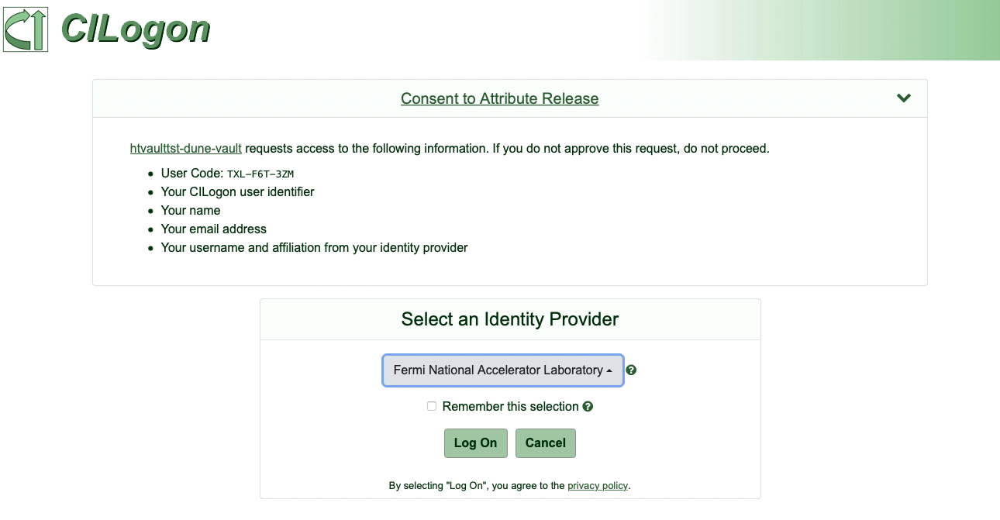 CILogon
Consent to Attribute Release
htvaulttst-dune-vault requests access to the following information. If you do not approve this request, do not proceed.
User Code: TXL-F6T-3ZM
Your CILogon user identifier
Your name
Your email address
Your username and affiliation from your identity provider
Select an Identity Provider
Fermi National Accelerator Laboratory
Remember this selection
Log On Cancel
By selecting "Log On", you agree to the privacy policy.